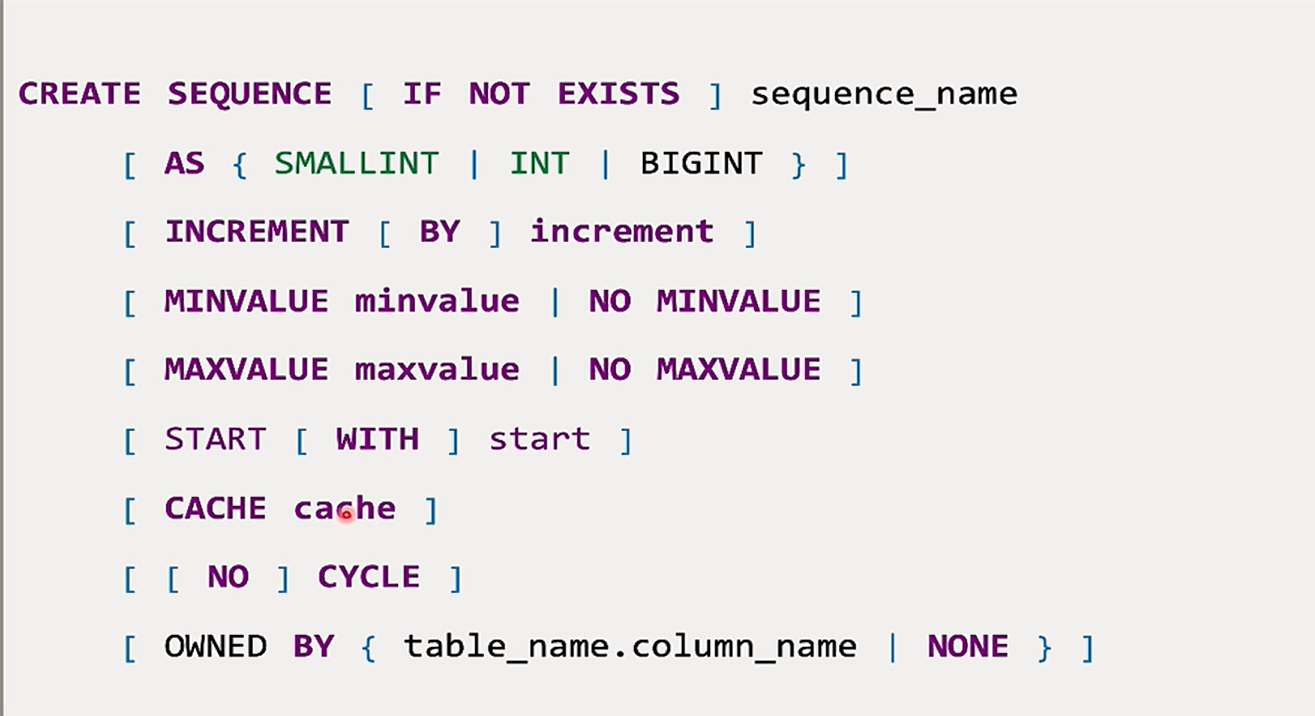 CREATE SEQUENCE [ IF NOT EXISTS ] sequence_name
[ AS { SMALLINT | INT | BIGINT } ]
[ INCREMENT [ BY ] increment ]
[ MINVALUE minvalue | NO MINVALUE ]
[ MAXVALUE maxvalue | NO MAXVALUE ]
[ START [ WITH ] start ]
[ CACHE cache ]
[ [ NO ] CYCLE ]
[ OWNED BY { table_name.column_name | NONE } ]